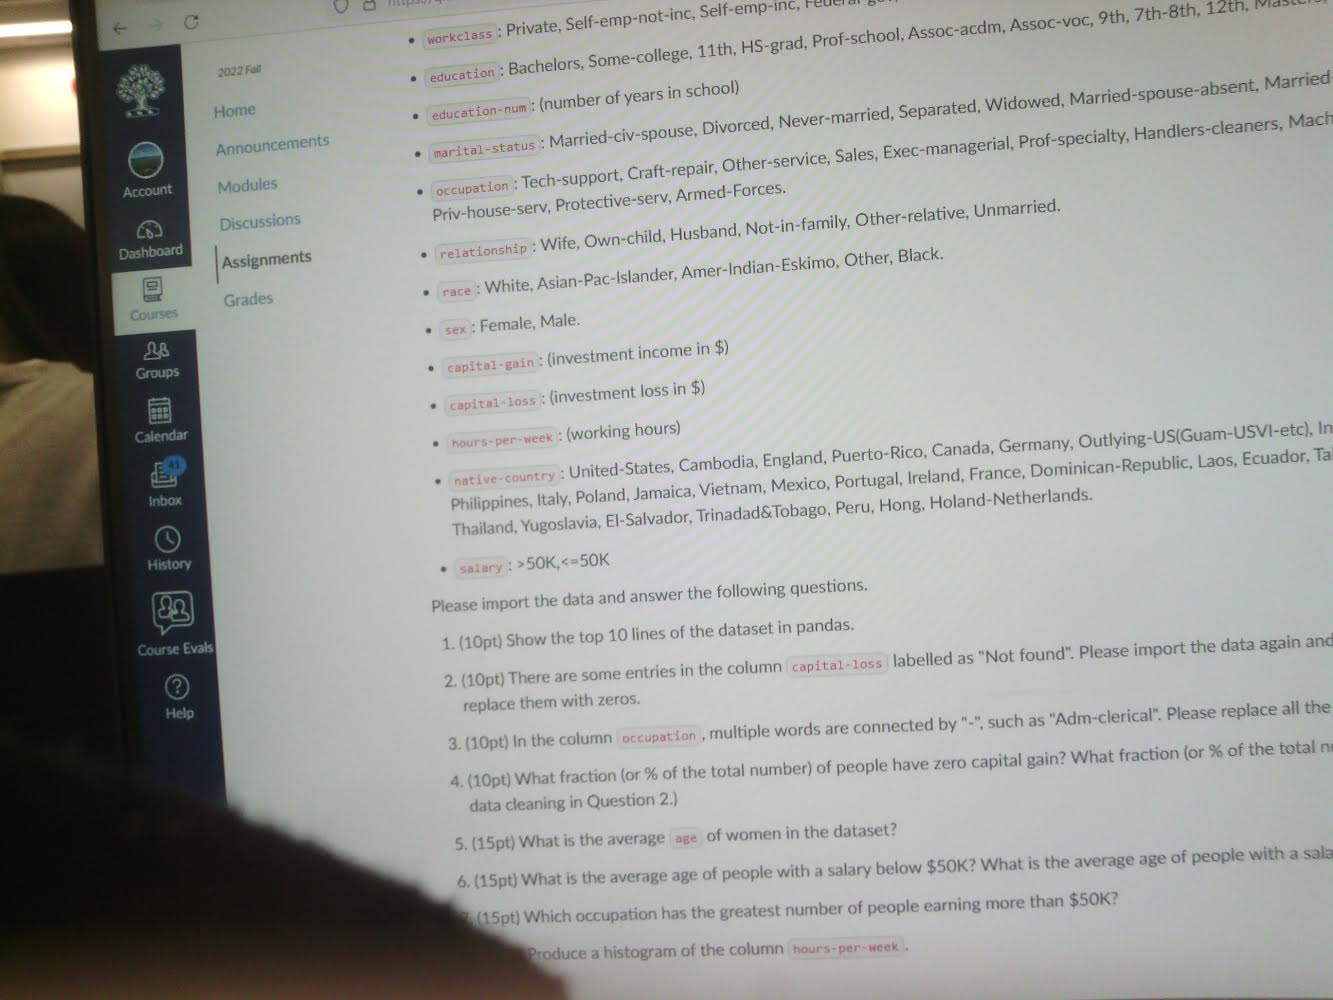 2022 Fall
Home
Announcements
Modules
Discussions
Assignments
Grades
Account
Dashboard
Courses
Groups
Calendar
41
Inbox
History
Course Evals
Help
workclass : Private, Self-emp-not-inc, Self-emp-inc,
education : Bachelors, Some-college, 11th, HS-grad, Prof-school, Assoc-acdm, Assoc-voc, 9th, 7th-8th, 12th, Masters,
education-num : (number of years in school)
marital-status : Married-civ-spouse, Divorced, Never-married, Separated, Widowed, Married-spouse-absent, Married-
occupation : Tech-support, Craft-repair, Other-service, Sales, Exec-managerial, Prof-specialty, Handlers-cleaners, Mach
Priv-house-serv, Protective-serv, Armed-Forces.
relationship : Wife, Own-child, Husband, Not-in-family, Other-relative, Unmarried.
race : White, Asian-Pac-Islander, Amer-Indian-Eskimo, Other, Black.
sex : Female, Male.
capital-gain : (investment income in $)
capital-loss : (investment loss in $)
hours-per-week : (working hours)
native-country : United-States, Cambodia, England, Puerto-Rico, Canada, Germany, Outlying-US(Guam-USVI-etc), In
Philippines, Italy, Poland, Jamaica, Vietnam, Mexico, Portugal, Ireland, France, Dominican-Republic, Laos, Ecuador, Tai
Thailand, Yugoslavia, El-Salvador, Trinadad&Tobago, Peru, Hong, Holand-Netherlands.
salary : >50K,<=50K
Please import the data and answer the following questions.
1. (10pt) Show the top 10 lines of the dataset in pandas.
2. (10pt) There are some entries in the column capital-loss labelled as "Not found". Please import the data again and
replace them with zeros.
3. (10pt) In the column occupation , multiple words are connected by "-", such as "Adm-clerical". Please replace all the
4. (10pt) What fraction (or % of the total number) of people have zero capital gain? What fraction (or % of the total nu
data cleaning in Question 2.)
5. (15pt) What is the average age of women in the dataset?
6. (15pt) What is the average age of people with a salary below $50K? What is the average age of people with a sala
7. (15pt) Which occupation has the greatest number of people earning more than $50K?
Produce a histogram of the column hours-per-week .